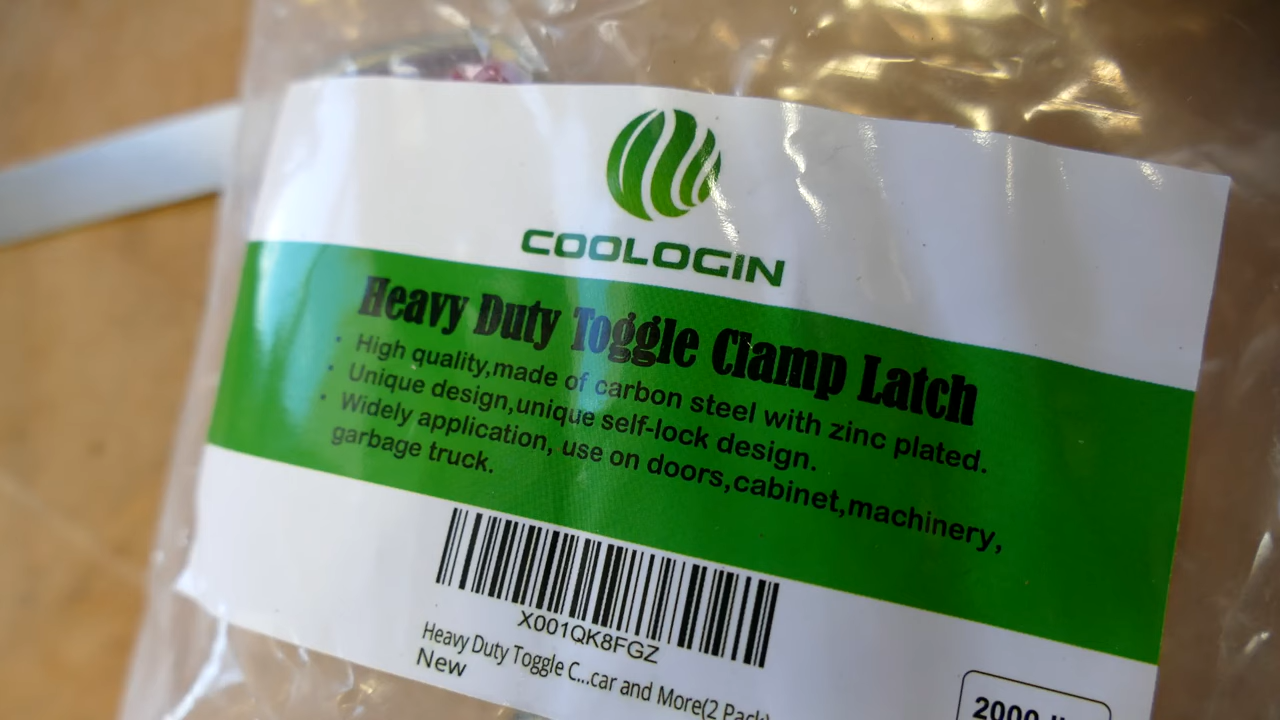 COOLOGIN
Heavy Duty Toggle Clamp Latch
· High quality,made of carbon steel with zinc plated.
· Unique design,unique self-lock design.
· Widely application, use on doors,cabinet,machinery,
garbage truck.
X001QK8FGZ
Heavy Duty Toggle C...car and More(2 Pack)
New
2000